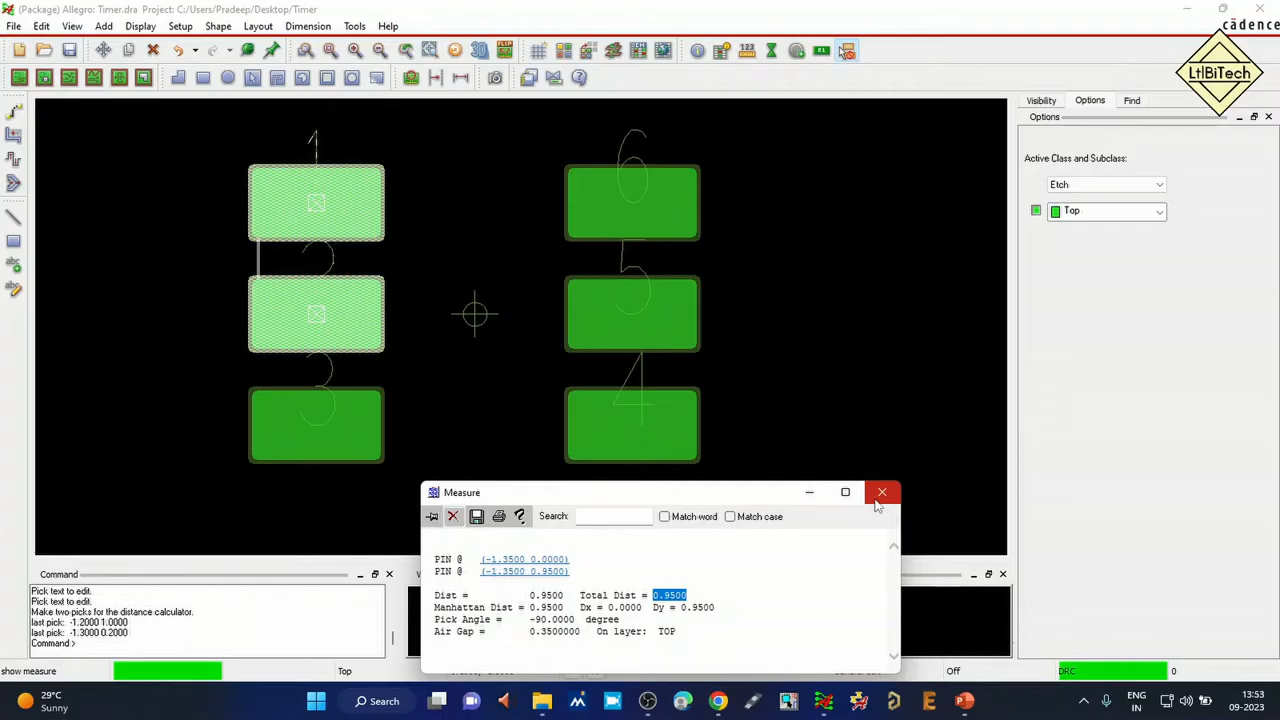 (Package) Allegro: Timer.dra Project: C:/Users/Pradeep/Desktop/Timer
File Edit View Add Display Setup Shape Layout Dimension Tools Help
cādence
LtlBiTech
Visibility Options Find
Options
Active Class and Subclass:
Etch
Top
1
6
2
5
3
4
Measure
Search: Match word Match case
PIN @ (-1.3500 0.0000)
PIN @ (-1.3500 0.9500)
Dist = 0.9500 Total Dist = 0.9500
Manhattan Dist = 0.9500 Dx = 0.0000 Dy = 0.9500
Pick Angle = -90.0000 degree
Air Gap = 0.3500000 On layer: TOP
Command
Pick text to edit.
Pick text to edit.
Make two picks for the distance calculator.
last pick: -1.2000 1.0000
last pick: -1.3000 0.2000
Command >
show measure Top Off DRC 0
29°C
Sunny
Search
ENG
IN
13:53
09-2023